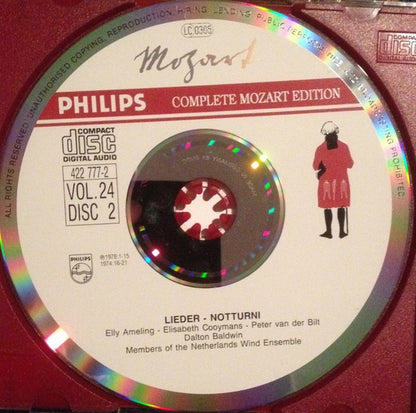 ALL RIGHTS RESERVED. UNAUTHORISED COPYING, REPRODUCTION, HIRING, LENDING, PUBLIC PERFORMANCE AND BROADCASTING PROHIBITED.
LC 0305
Mozart
PHILIPS
COMPLETE MOZART EDITION
COMPACT
disc
DIGITAL AUDIO
422 777-2
VOL. 24
DISC 2
PHILIPS
℗1978:1-15
1974:16-21
LIEDER - NOTTURNI
Elly Ameling - Elisabeth Cooymans - Peter van der Bilt
Dalton Baldwin
Members of the Netherlands Wind Ensemble